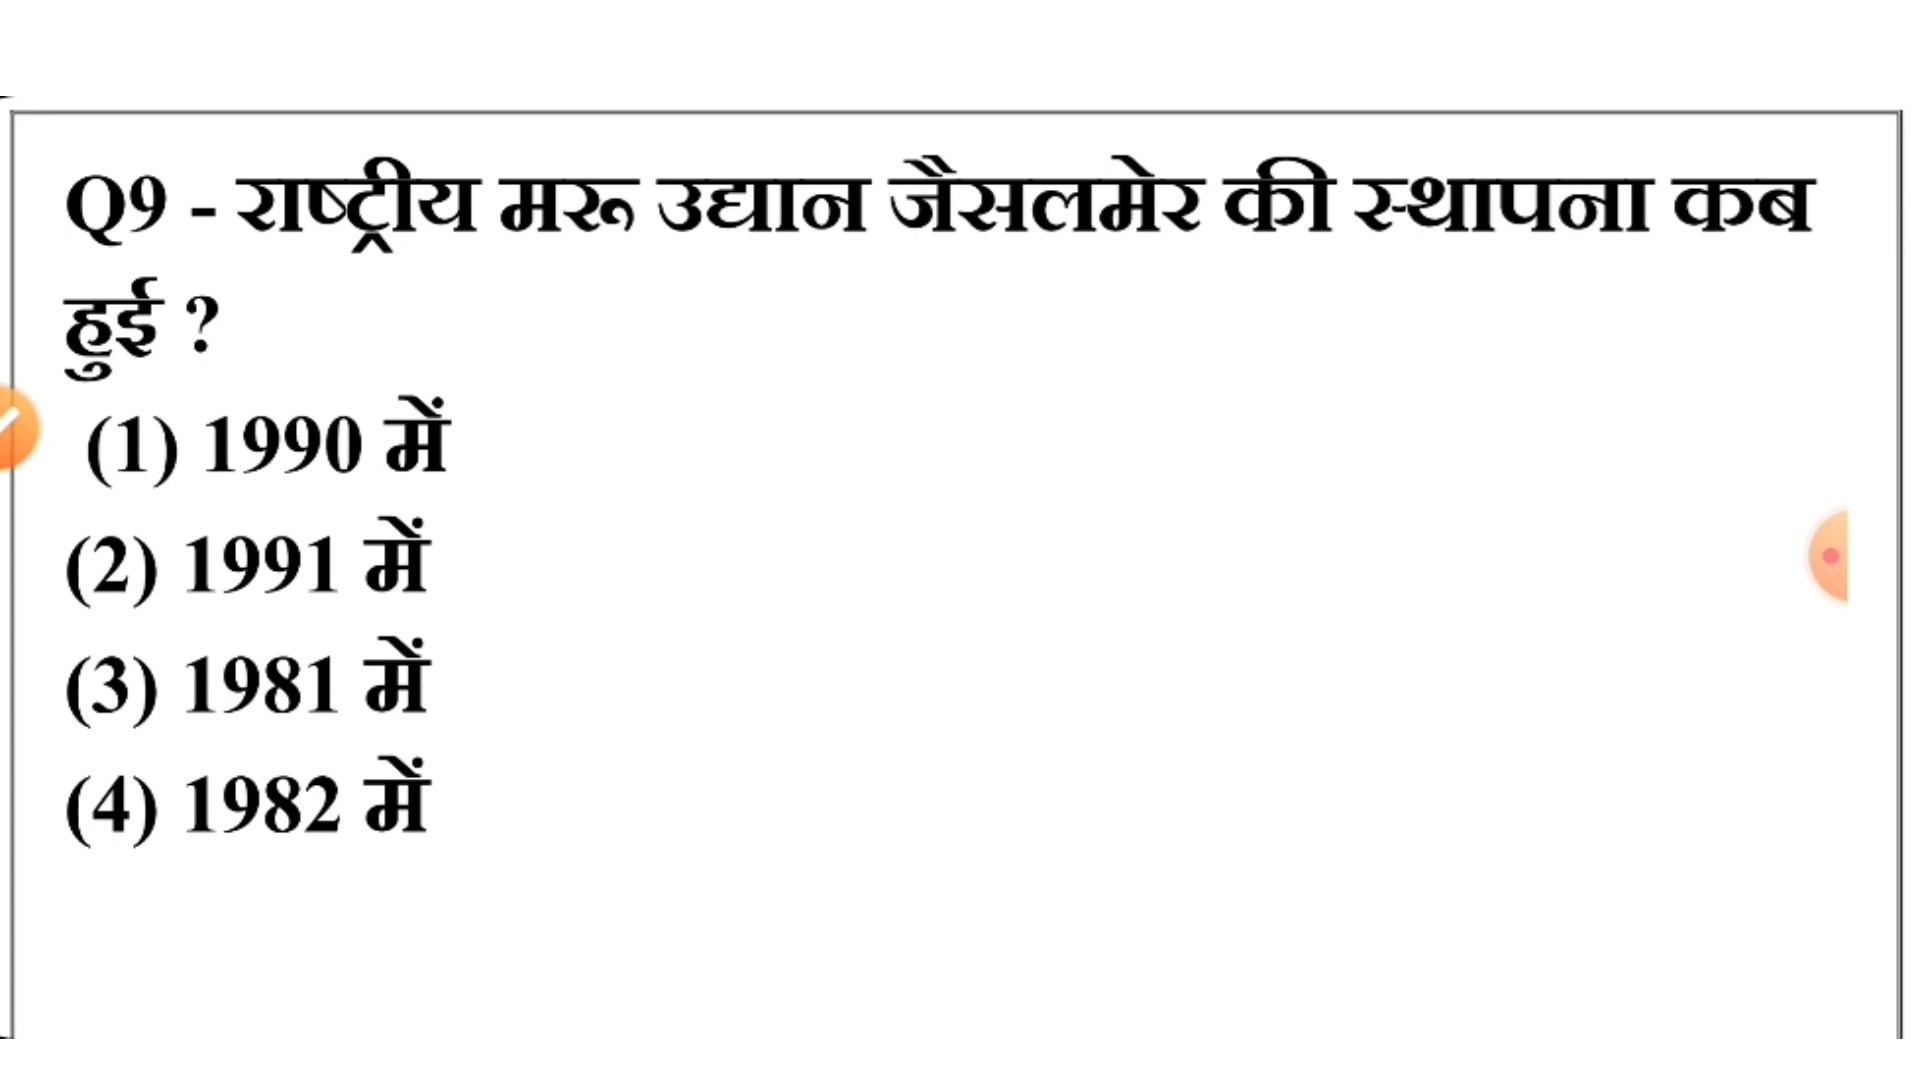 Q9 - राष्ट्रीय मरू उद्यान जैसलमेर की स्थापना कब
हुई ?
(1) 1990 में
(2) 1991 में
(3) 1981 में
(4) 1982 में